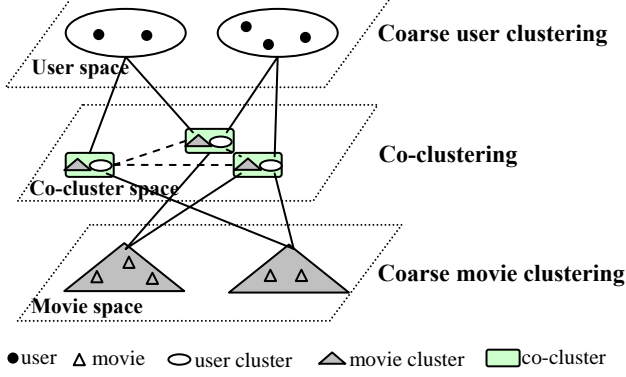 Coarse user clustering
User space
Co-clustering
Co-cluster space
Coarse movie clustering
Movie space
user movie user cluster movie cluster co-cluster